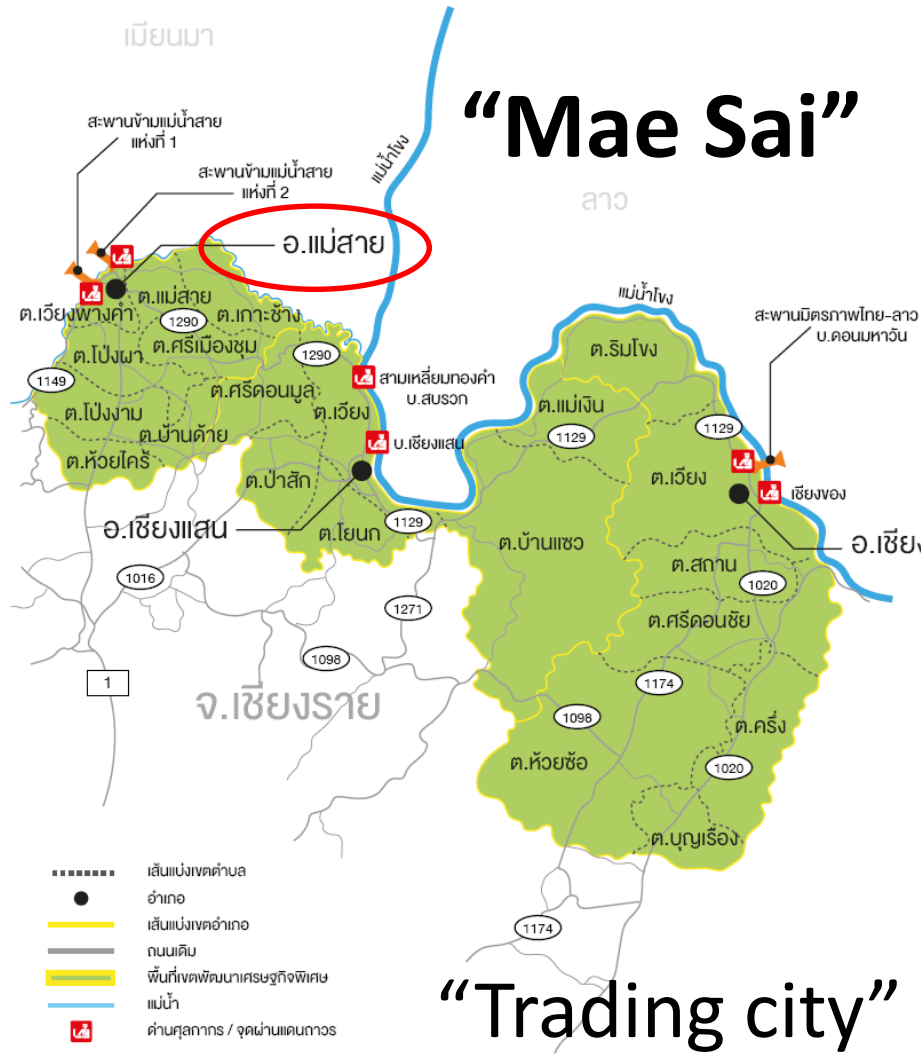 เมียนมา
“Mae Sai”
สะพานข้ามแม่น้ำสาย
แห่งที่ 1
สะพานข้ามแม่น้ำสาย
แห่งที่ 2
แม่น้ำโขง
ลาว
อ.แม่สาย
ต.แม่สาย
ต.เวียงพางคำ
1290
ต.เกาะช้าง
ต.โป่งผา
ต.ศรีเมืองชุม
1290
1149
ต.ศรีดอนมูล
ต.โป่งงาม
ต.เวียง
ต.บ้านด้าย
ต.ห้วยไคร้
สามเหลี่ยมทองคำ
บ.สบรวก
บ.เชียงแสน
ต.ป่าสัก
อ.เชียงแสน
ต.โยนก
1129
แม่น้ำโขง
สะพานมิตรภาพไทย-ลาว
บ.ดอนมหาวัน
ต.ริมโขง
ต.แม่เงิน
1129
1129
ต.เวียง
เชียงของ
ต.บ้านแซว
อ.เชียง
ต.สถาน
1020
1016
1271
ต.ศรีดอนชัย
1098
1
จ.เชียงราย
1174
1098
ต.ครึ่ง
ต.ห้วยซ้อ
1020
ต.บุญเรือง
1174
เส้นแบ่งเขตตำบล
อำเภอ
เส้นแบ่งเขตอำเภอ
ถนนเดิม
พื้นที่เขตพัฒนาเศรษฐกิจพิเศษ
แม่น้ำ
ด่านศุลกากร / จุดผ่านแดนถาวร
“Trading city”